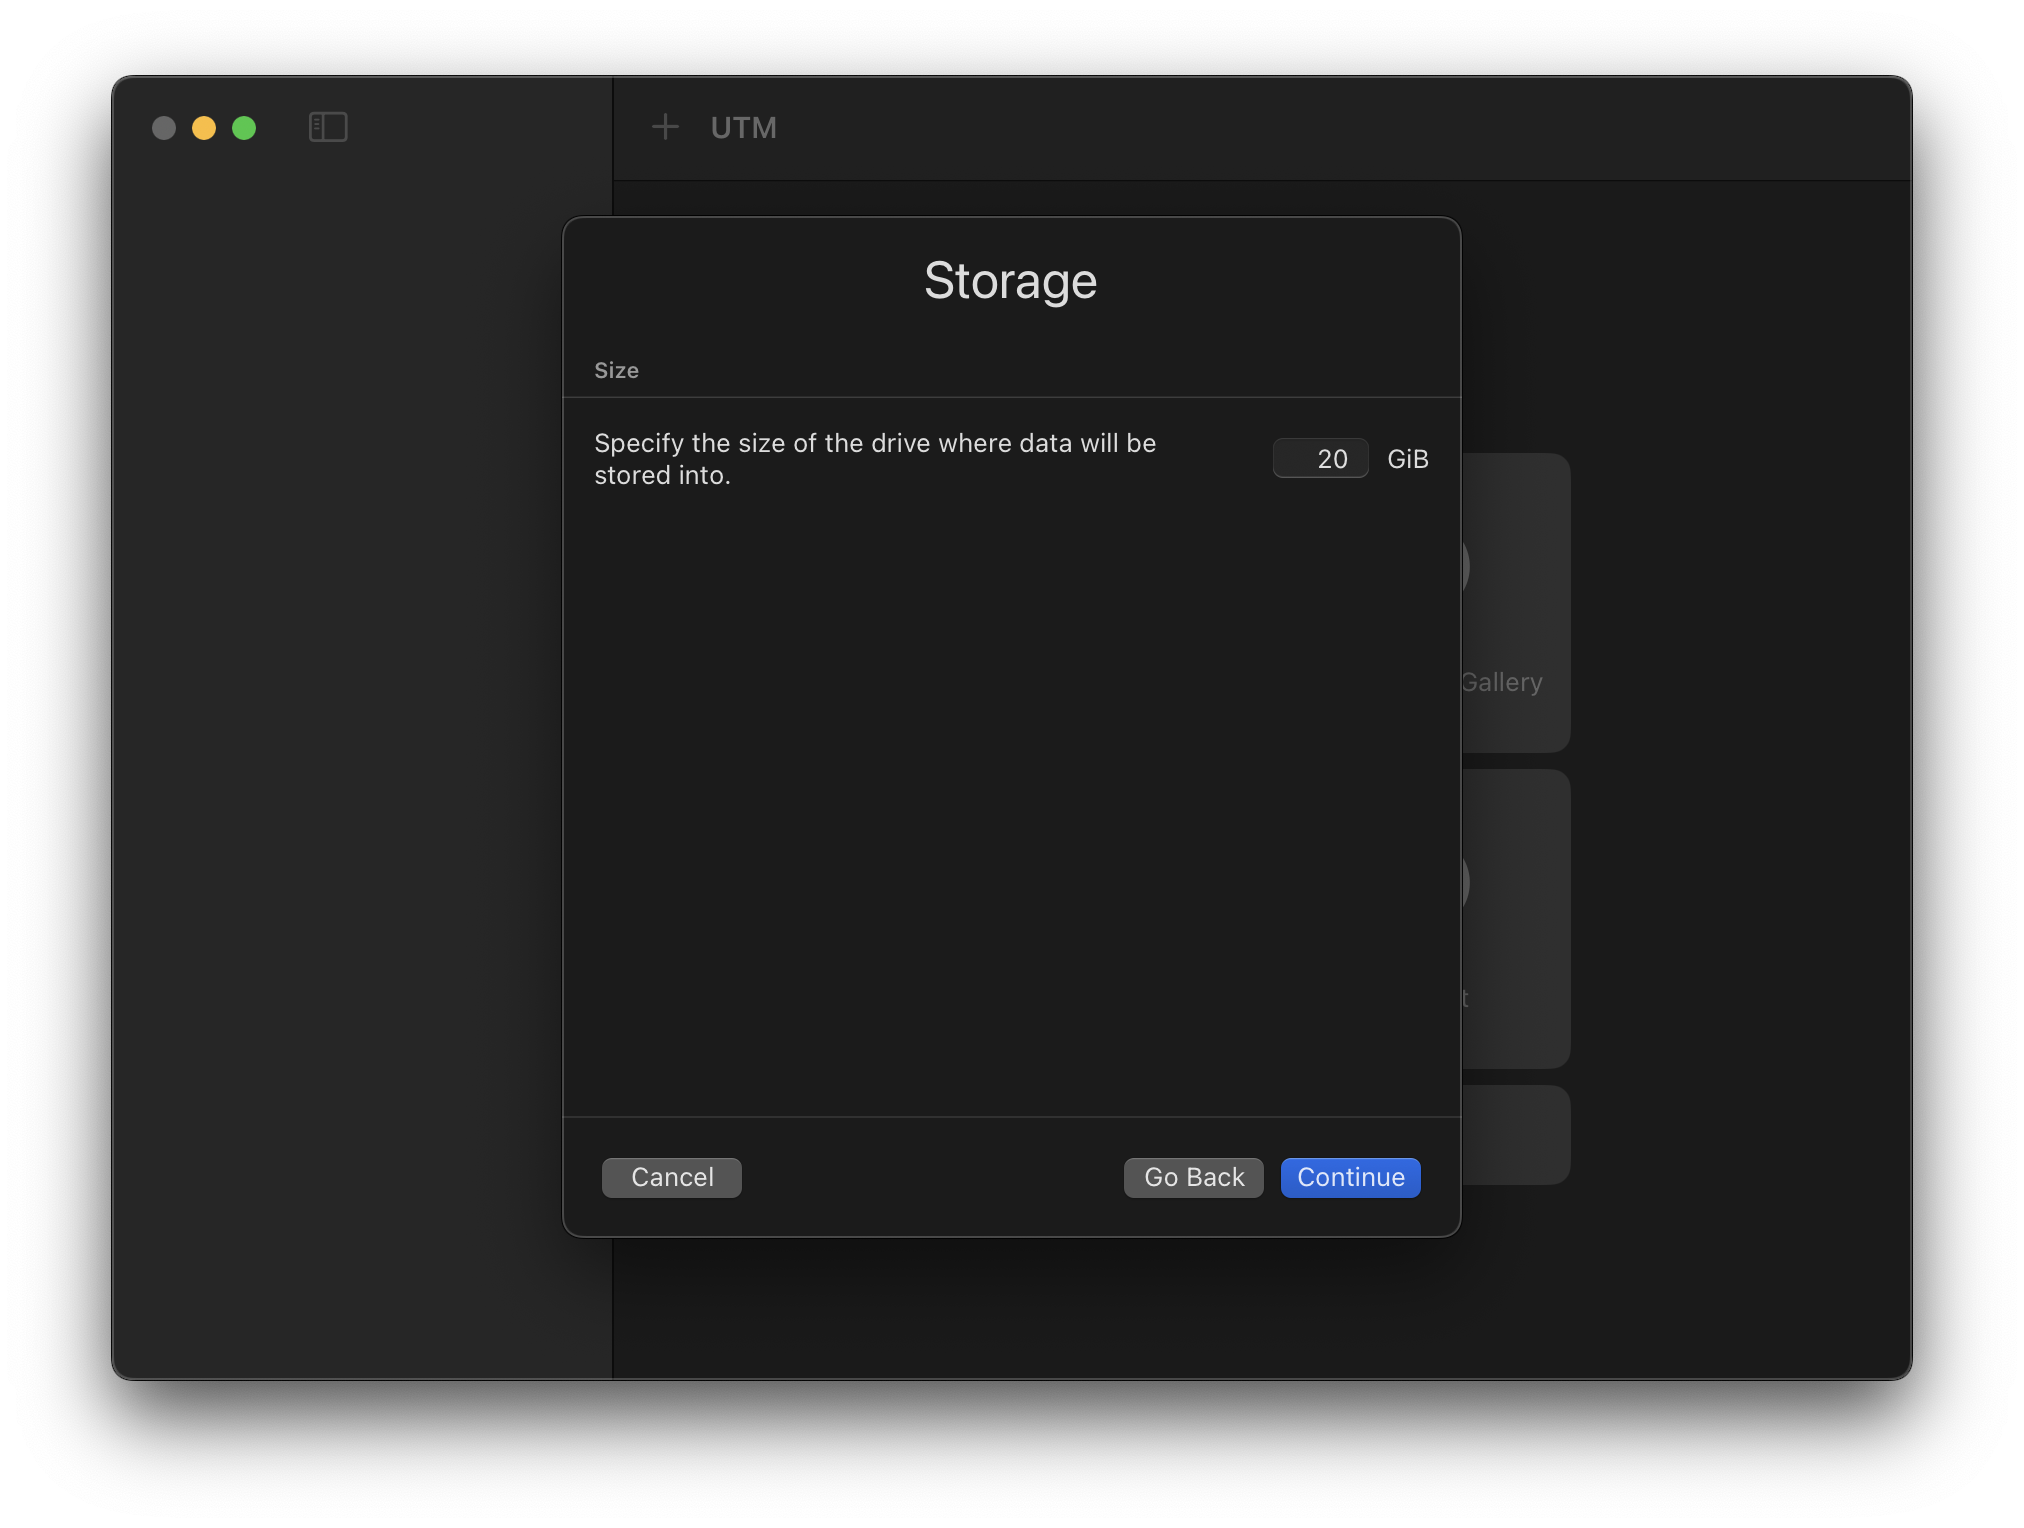 UTM
Storage
Size
Specify the size of the drive where data will be
stored into.
20 GiB
Gallery
t
Cancel
Go Back
Continue